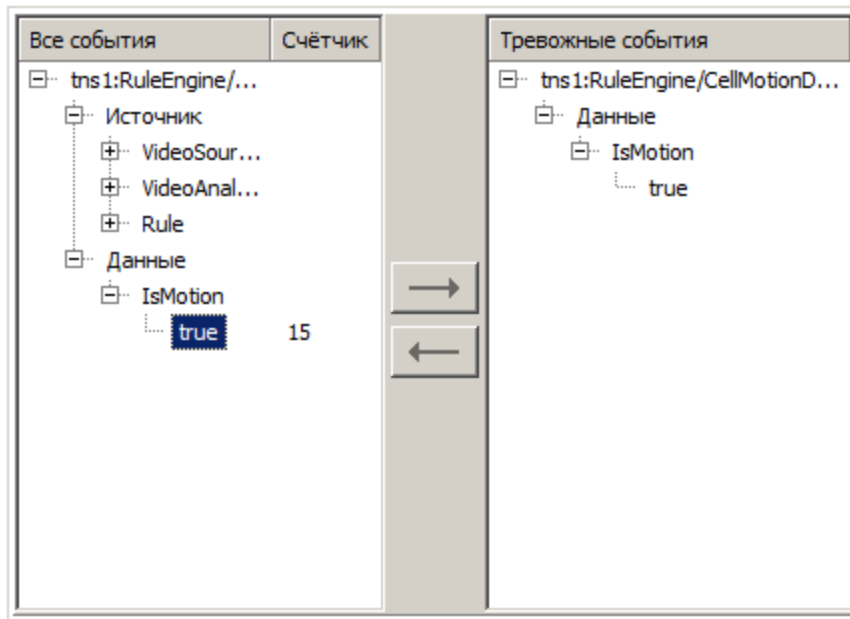 Все события Счётчик
tns1:RuleEngine/...
Источник
VideoSour...
VideoAnal...
Rule
Данные
IsMotion
true 15
Тревожные события
tns1:RuleEngine/CellMotionD...
Данные
IsMotion
true